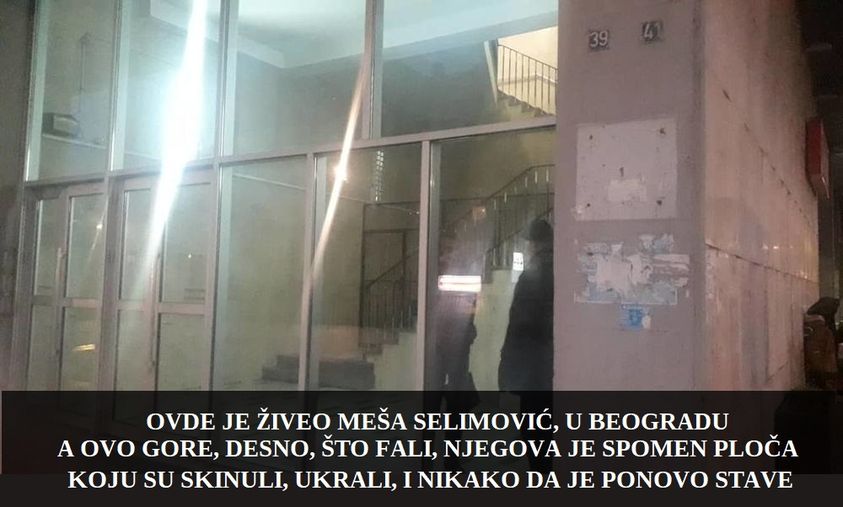 39 41
OVDE JE ŽIVEO MEŠA SELIMOVIĆ, U BEOGRADU
A OVO GORE, DESNO, ŠTO FALI, NJEGOVA JE SPOMEN PLOČA
KOJU SU SKINULI, UKRALI, I NIKAKO DA JE PONOVO STAVE